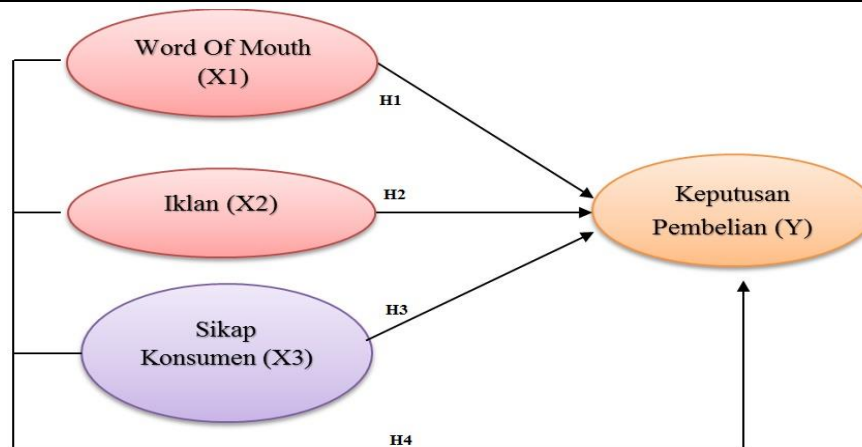 Word Of Mouth
(X1)
H1
Iklan (X2)
H2
Keputusan
Pembelian (Y)
H3
Sikap
Konsumen (X3)
H4